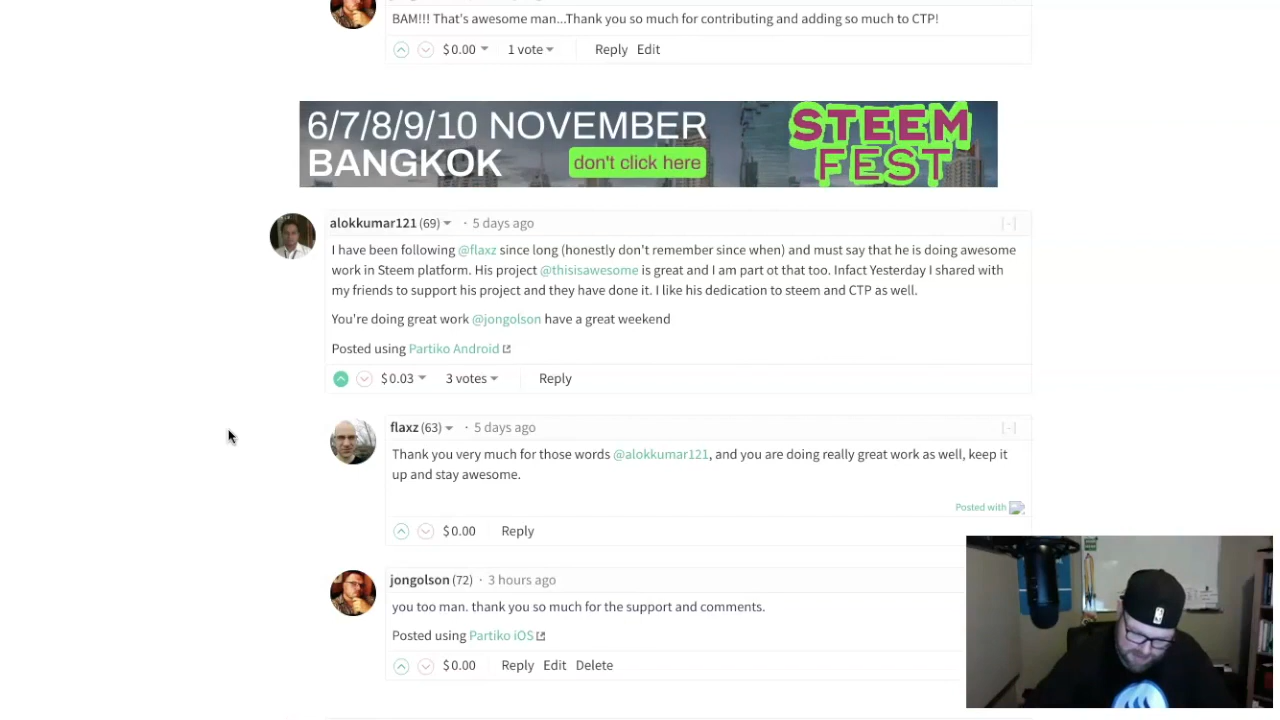 BAM!!! That's awesome man...Thank you so much for contributing and adding so much to CTP!
$0.00 1 vote Reply Edit
6/7/8/9/10 NOVEMBER
BANGKOK don't click here
STEEM
FEST
alokkumar121 (69) · 5 days ago [-]
I have been following @flaxz since long (honestly don't remember since when) and must say that he is doing awesome
work in Steem platform. His project @thisisawesome is great and I am part ot that too. Infact Yesterday I shared with
my friends to support his project and they have done it. I like his dedication to steem and CTP as well.
You're doing great work @jongolson have a great weekend
Posted using Partiko Android
$0.03 3 votes Reply
flaxz (63) · 5 days ago [-]
Thank you very much for those words @alokkumar121, and you are doing really great work as well, keep it
up and stay awesome.
Posted with
$0.00 Reply
jongolson (72) · 3 hours ago
you too man. thank you so much for the support and comments.
Posted using Partiko iOS
$0.00 Reply Edit Delete